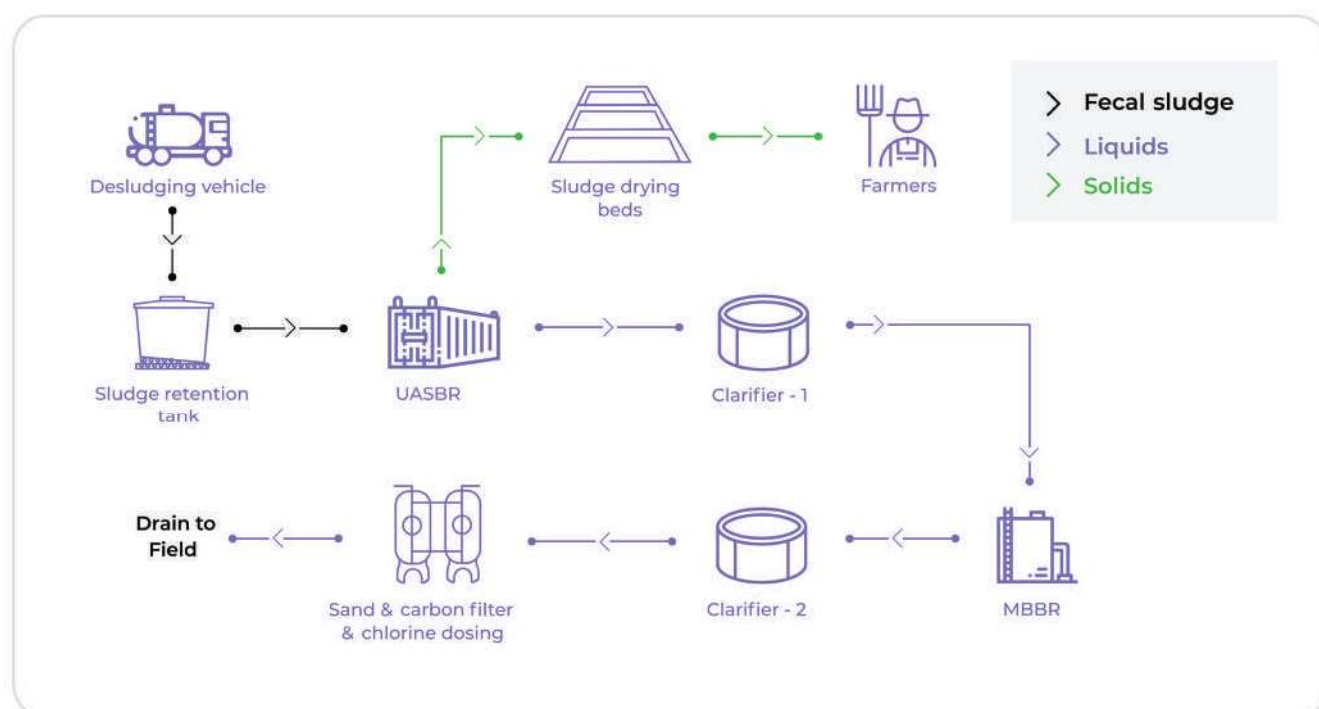 Fecal sludge
Liquids
Solids
Desludging vehicle
Sludge drying
beds
Farmers
Sludge retention
tank
UASBR
Clarifier - 1
Drain to
Field
Sand & carbon filter
& chlorine dosing
Clarifier - 2
MBBR